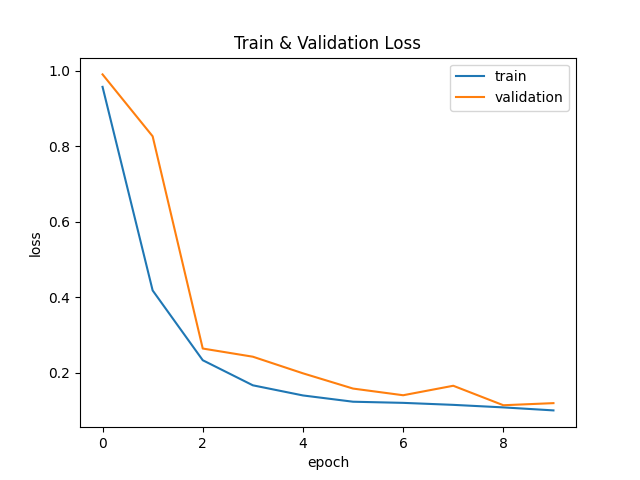 Train & Validation Loss
train
validation
1.0
0.8
0.6
0.4
0.2
loss
0 2 4 6 8
epoch